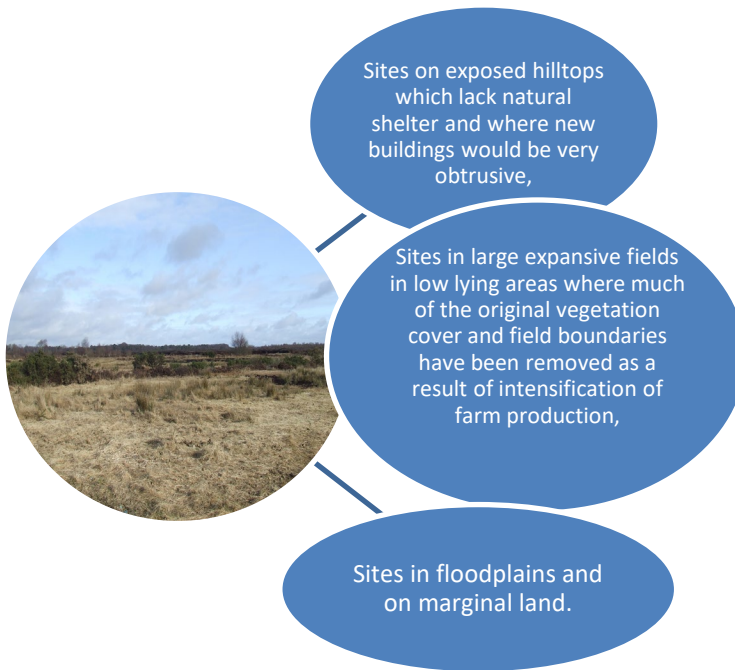 Sites on exposed hilltops
which lack natural
shelter and where new
buildings would be very
obtrusive,
Sites in large expansive fields
in low lying areas where much
of the original vegetation
cover and field boundaries
have been removed as a
result of intensification of
farm production,
Sites in floodplains and
on marginal land.